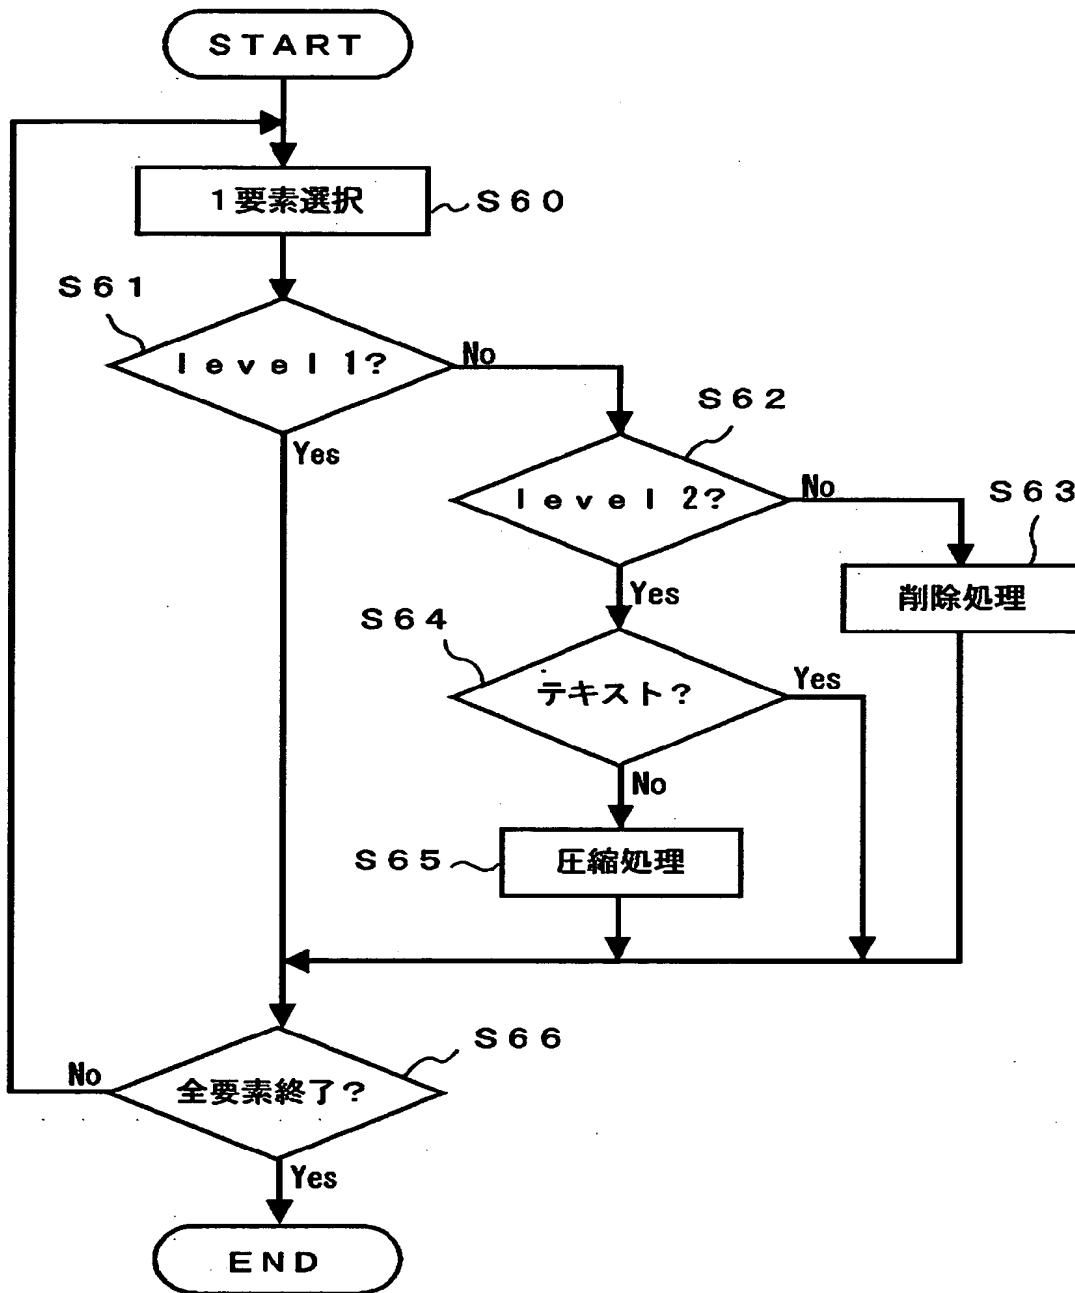 START
1要素選択
S60
S61
level 1?
No
Yes
S62
level 2?
No
Yes
S63
削除処理
S64
テキスト?
Yes
No
S65
圧縮処理
S66
全要素終了?
No
Yes
END